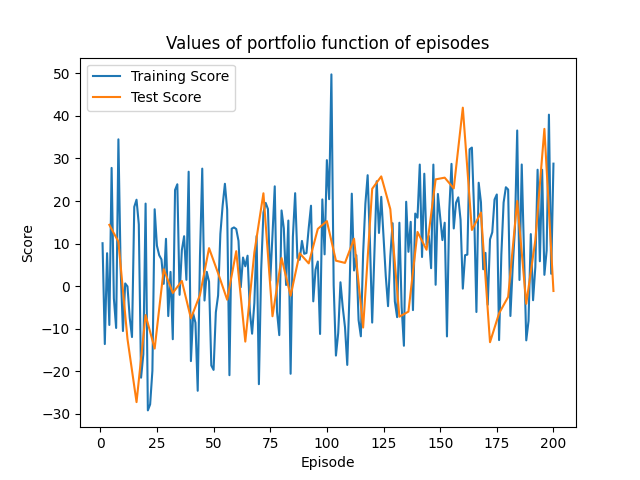 Values of portfolio function of episodes
Training Score
Test Score
50
40
30
20
10
0
−10
−20
−30
Score
0 25 50 75 100 125 150 175 200
Episode